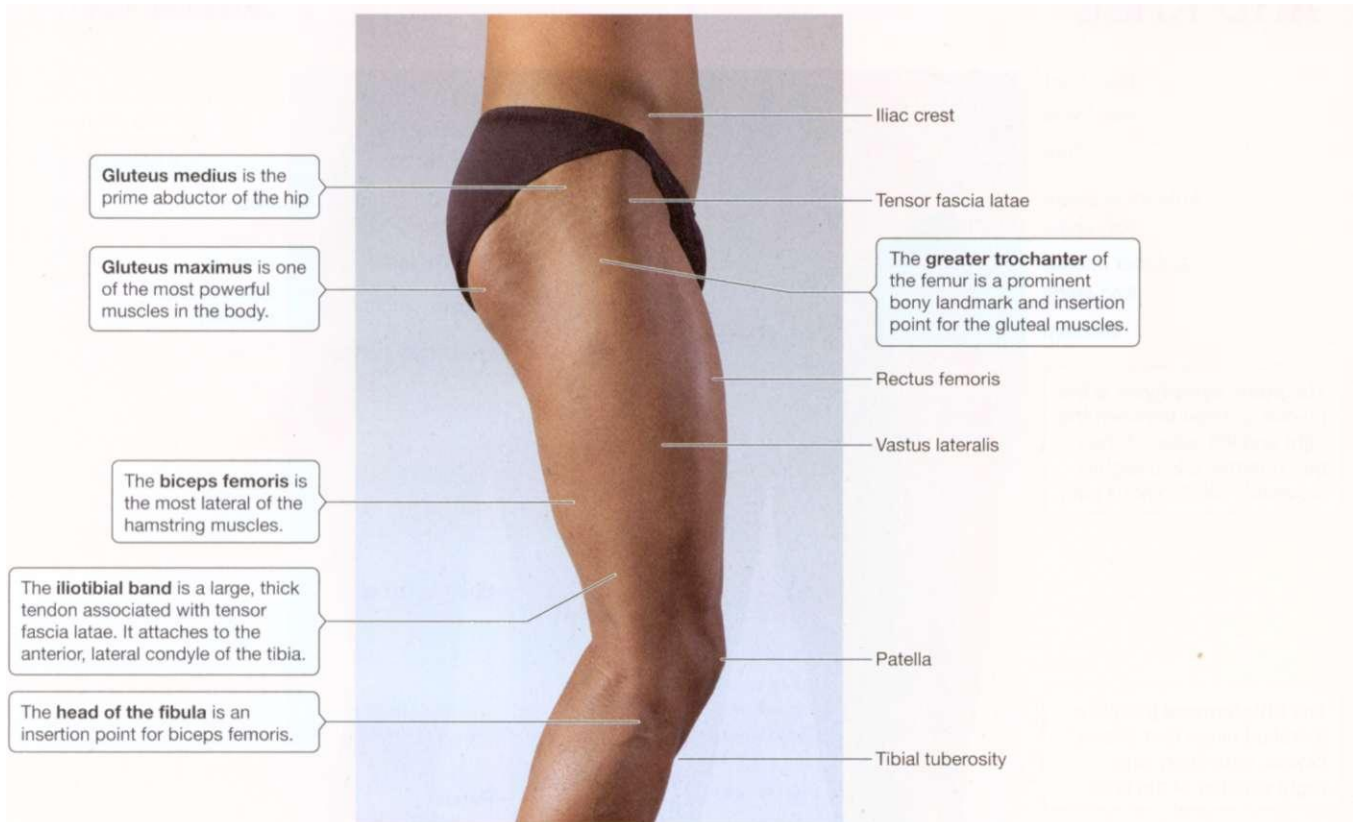 Iliac crest
Gluteus medius is the
prime abductor of the hip
Tensor fascia latae
Gluteus maximus is one
of the most powerful
muscles in the body.
The greater trochanter of
the femur is a prominent
bony landmark and insertion
point for the gluteal muscles.
Rectus femoris
Vastus lateralis
The biceps femoris is
the most lateral of the
hamstring muscles.
The iliotibial band is a large, thick
tendon associated with tensor
fascia latae. It attaches to the
anterior, lateral condyle of the tibia.
Patella
The head of the fibula is an
insertion point for biceps femoris.
Tibial tuberosity